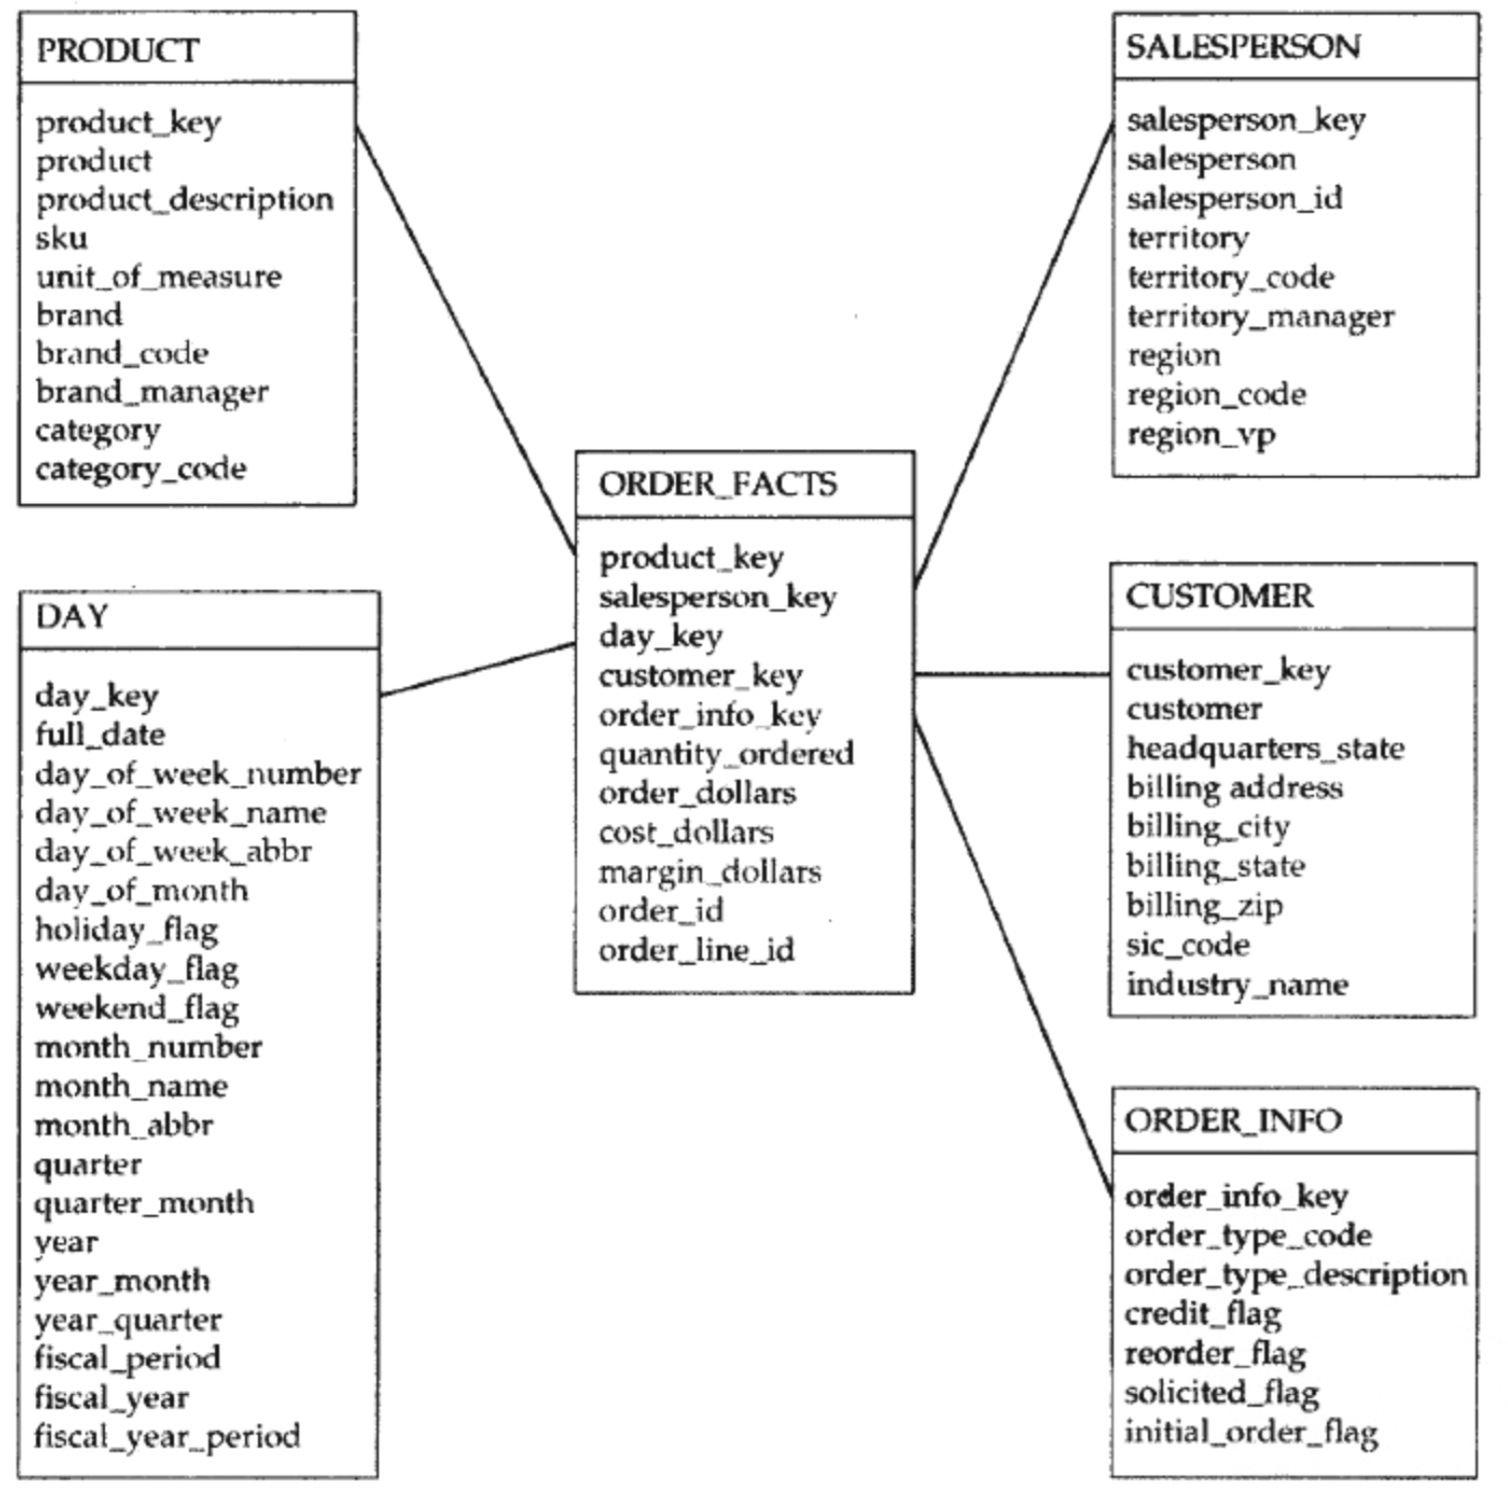 PRODUCT
product_key
product
product_description
sku
unit_of_measure
brand
brand_code
brand_manager
category
category_code
SALESPERSON
salesperson_key
salesperson
salesperson_id
territory
territory_code
territory_manager
region
region_code
region_vp
ORDER_FACTS
product_key
salesperson_key
day_key
customer_key
order_info_key
quantity_ordered
order_dollars
cost_dollars
margin_dollars
order_id
order_line_id
DAY
day_key
full_date
day_of_week_number
day_of_week_name
day_of_week_abbr
day_of_month
holiday_flag
weekday_flag
weekend_flag
month_number
month_name
month_abbr
quarter
quarter_month
year
year_month
year_quarter
fiscal_period
fiscal_year
fiscal_year_period
CUSTOMER
customer_key
customer
headquarters_state
billing address
billing_city
billing_state
billing_zip
sic_code
industry_name
ORDER_INFO
order_info_key
order_type_code
order_type_description
credit_flag
reorder_flag
solicited_flag
initial_order_flag